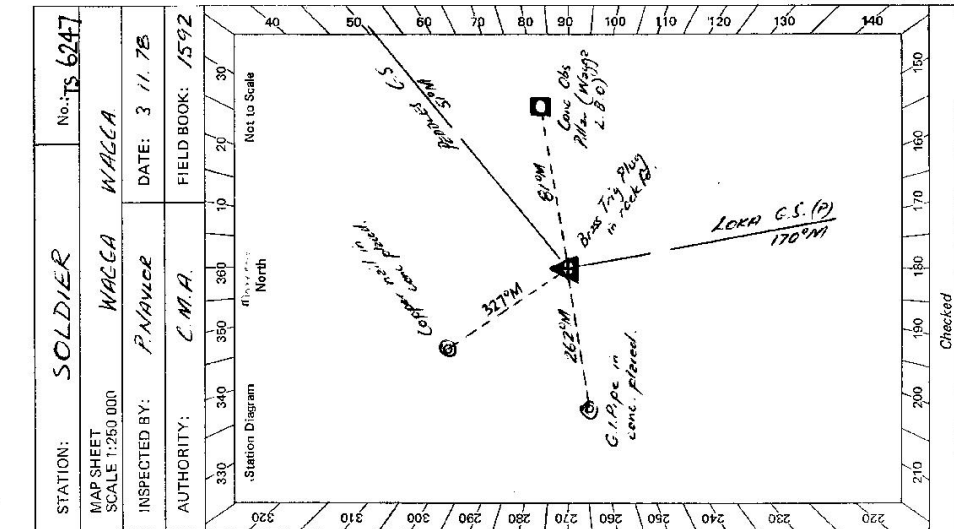 STATION: SOLDIER No.: TS 6247
MAP SHEET
SCALE 1:250 000 WAGGA WAGGA
INSPECTED BY: P. NAYLOR DATE: 3 11. 78
AUTHORITY: C.M.A. FIELD BOOK: 1592
330 340 350 360 10 20 30
Station Diagram
North
Not to Scale
40
50
60
70
80
90
100
110
120
130
140
150
160
170
180
190
200
210
220
230
240
250
260
270
280
290
300
310
320
PEDDLES G.S
51°M
Copper nail in
conc. placed.
327°M
81°M
Conc Obs
Pillar (Wagga
L.B.O)
Brass Trig Plug
in rock
262°M
G.I. Pipe in
conc. placed.
LOKA G.S. (P)
170°M
Checked